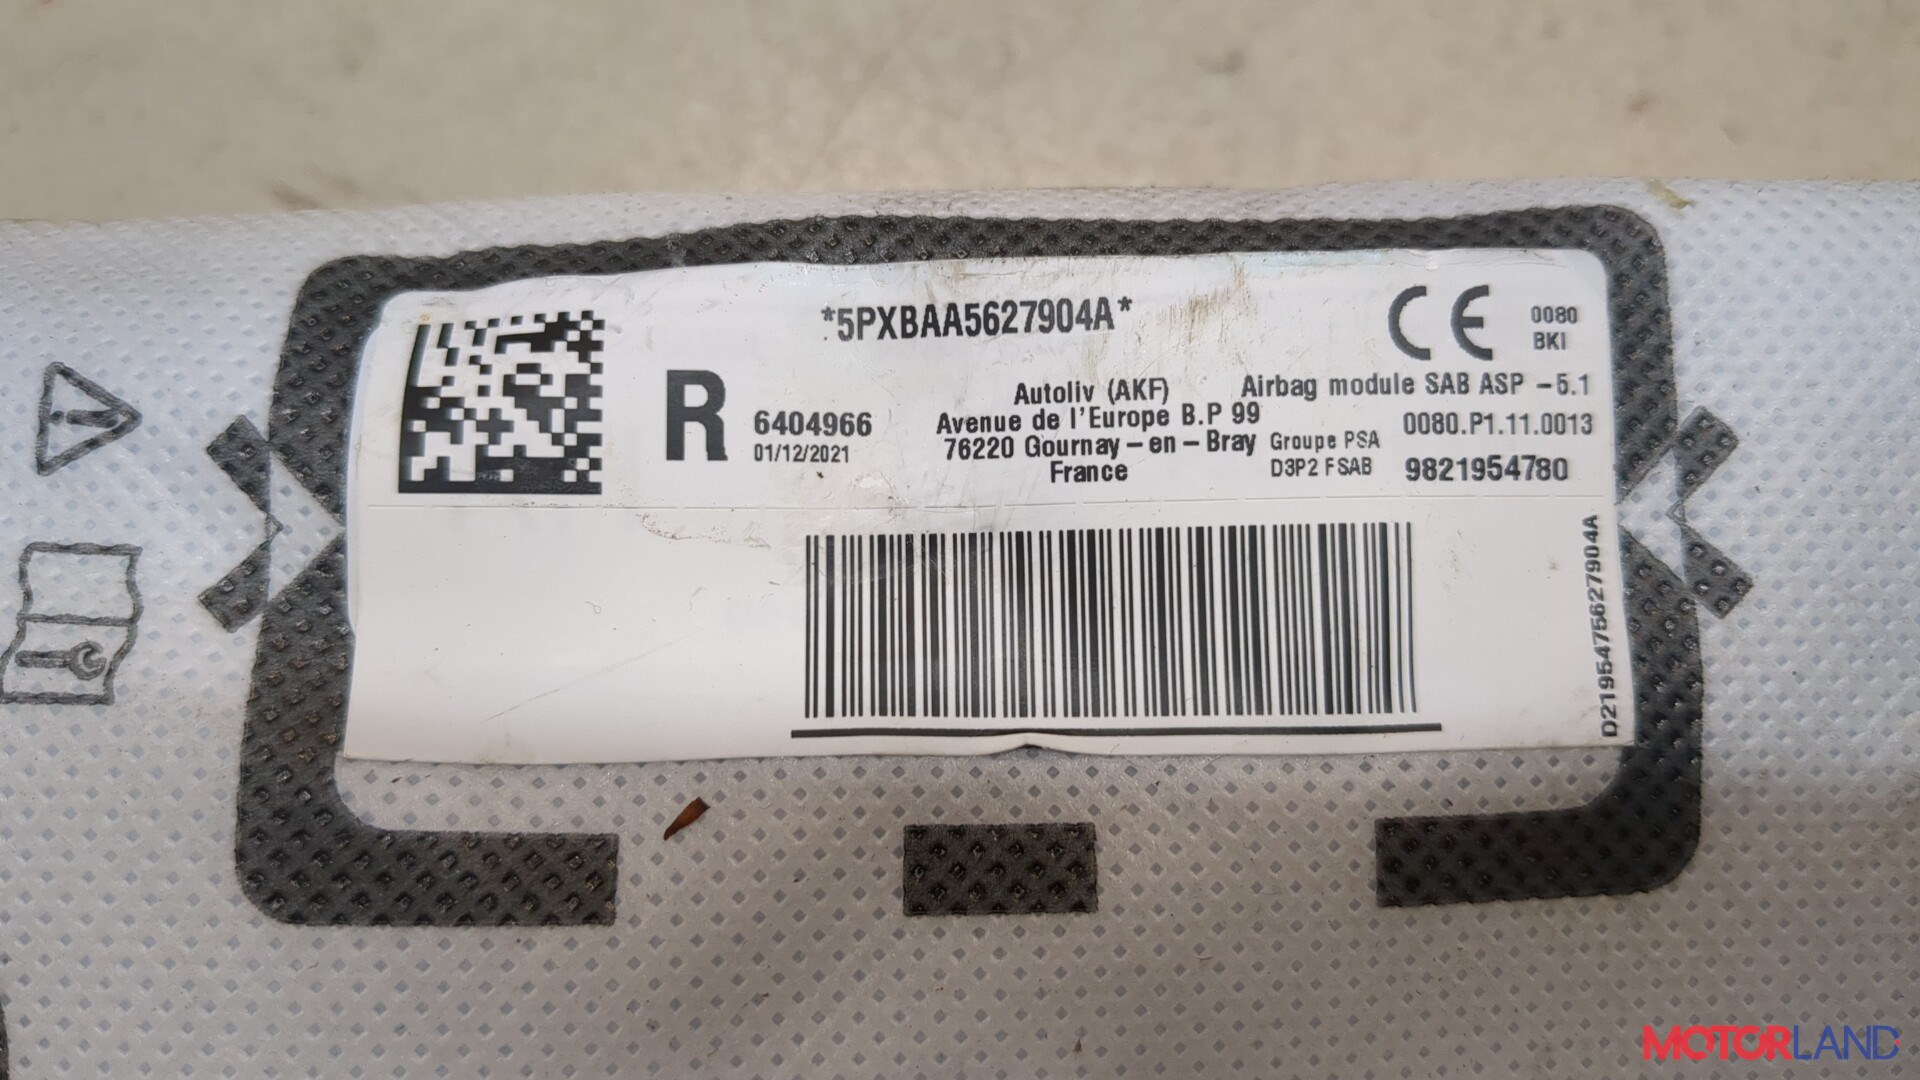 *5PXBAA5627904A*
CE 0080
BKI
R
6404966
01/12/2021
Autoliv (AKF)
Avenue de l'Europe B.P 99
76220 Gournay – en – Bray
France
Airbag module SAB ASP – 5.1
0080.P1.11.0013
Groupe PSA
D3P2 FSAB
9821954780
D2195475627904A
MOTORLAND